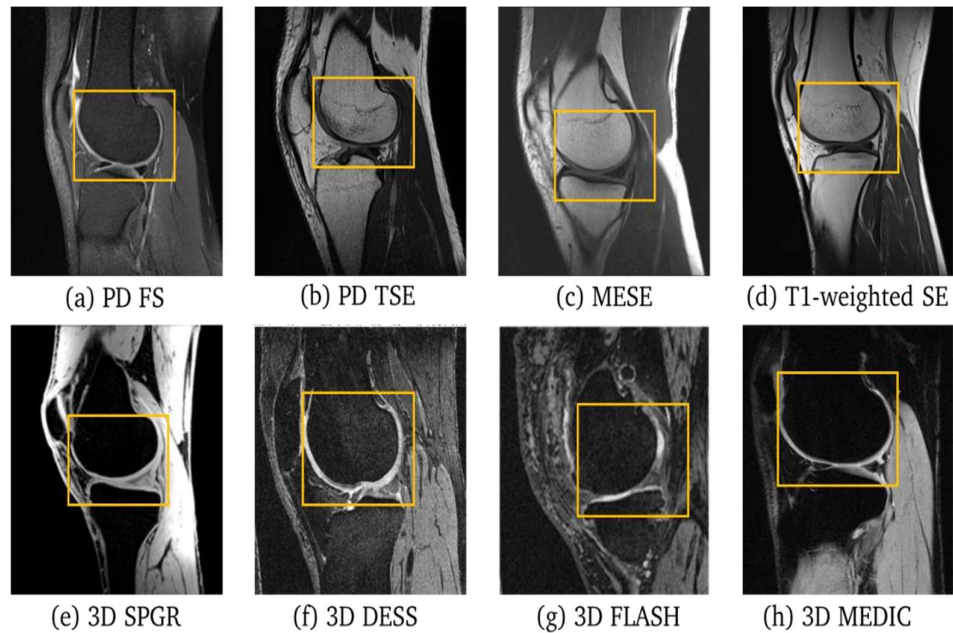 (a) PD FS
(b) PD TSE
(c) MESE
(d) T1-weighted SE
(e) 3D SPGR
(f) 3D DESS
(g) 3D FLASH
(h) 3D MEDIC